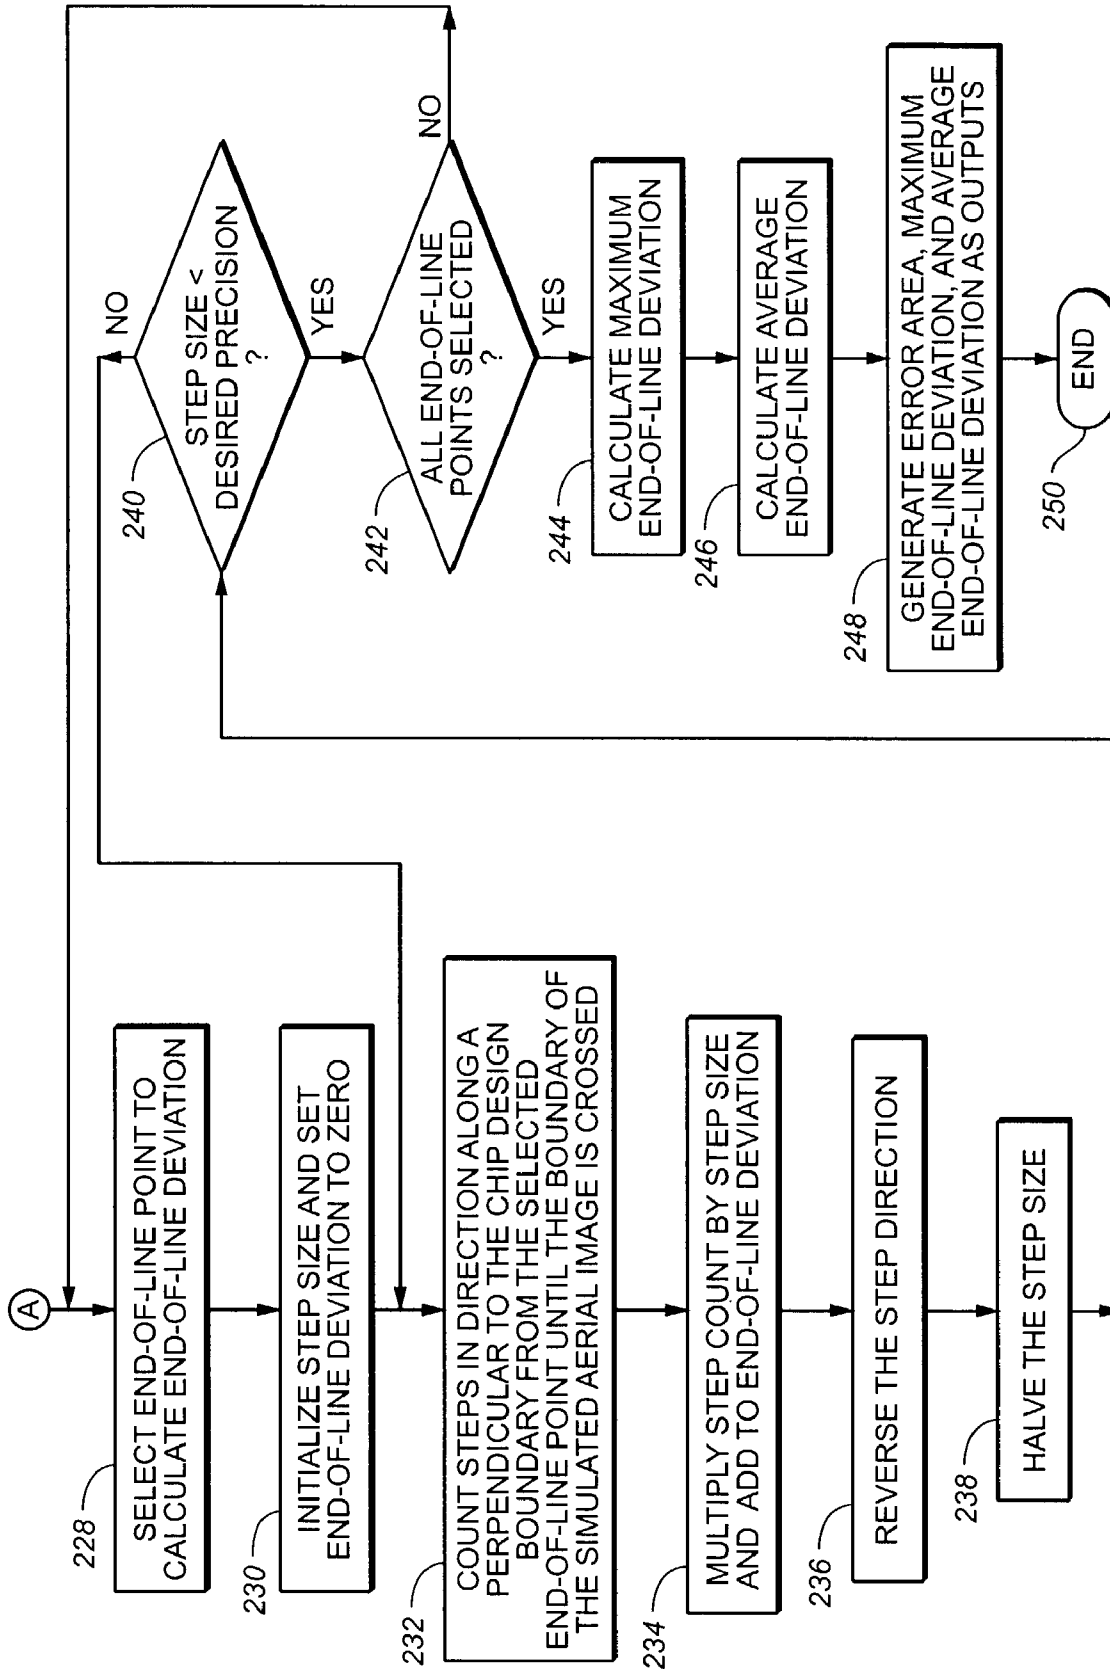 A
228
SELECT END-OF-LINE POINT TO
CALCULATE END-OF-LINE DEVIATION
230
INITIALIZE STEP SIZE AND SET
END-OF-LINE DEVIATION TO ZERO
232
COUNT STEPS IN DIRECTION ALONG A
PERPENDICULAR TO THE CHIP DESIGN
BOUNDARY FROM THE SELECTED
END-OF-LINE POINT UNTIL THE BOUNDARY OF
THE SIMULATED AERIAL IMAGE IS CROSSED
234
MULTIPLY STEP COUNT BY STEP SIZE
AND ADD TO END-OF-LINE DEVIATION
236
REVERSE THE STEP DIRECTION
238
HALVE THE STEP SIZE
240
STEP SIZE <
DESIRED PRECISION
?
NO
YES
242
ALL END-OF-LINE
POINTS SELECTED
?
NO
YES
244
CALCULATE MAXIMUM
END-OF-LINE DEVIATION
246
CALCULATE AVERAGE
END-OF-LINE DEVIATION
248
GENERATE ERROR AREA, MAXIMUM
END-OF-LINE DEVIATION, AND AVERAGE
END-OF-LINE DEVIATION AS OUTPUTS
250
END